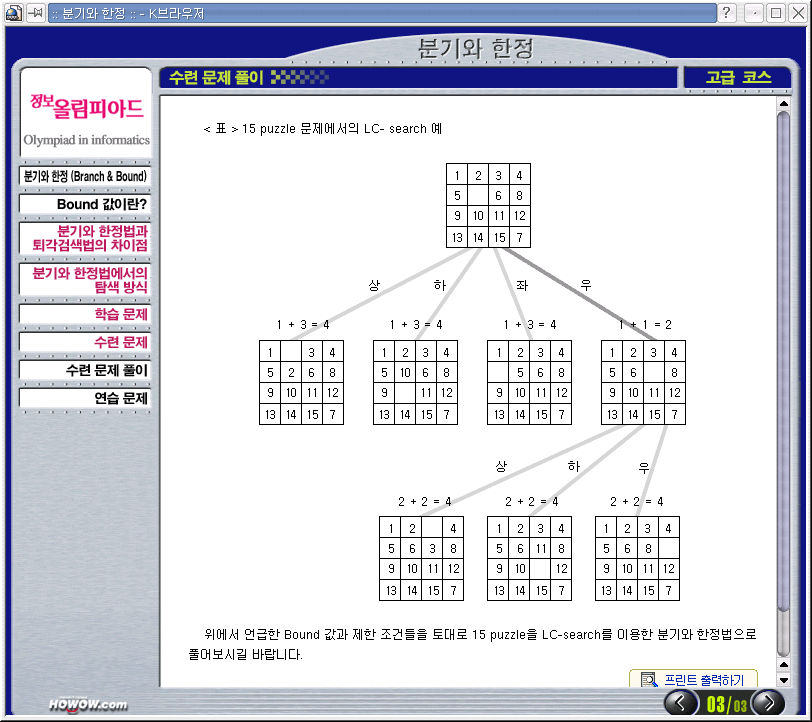 :: 분기와 한정 :: - K브라우저
분기와 한정
수련 문제 풀이
고급 코스
정보올림피아드
Olympiad in informatics
분기와 한정 (Branch & Bound)
Bound 값이란?
분기와 한정법과
퇴각검색법의 차이점
분기와 한정법에서의
탐색 방식
학습 문제
수련 문제
수련 문제 풀이
연습 문제
< 표 > 15 puzzle 문제에서의 LC- search 예
1 2 3 4
5 6 8
9 10 11 12
13 14 15 7
상 하 좌 우
1 + 3 = 4 1 + 3 = 4 1 + 3 = 4 1 + 1 = 2
1 3 4 1 2 3 4 1 2 3 4 1 2 3 4
5 2 6 8 5 10 6 8 5 6 8 5 6 8
9 10 11 12 9 11 12 9 10 11 12 9 10 11 12
13 14 15 7 13 14 15 7 13 14 15 7 13 14 15 7
상 하 우
2 + 2 = 4 2 + 2 = 4 2 + 2 = 4
1 2 4 1 2 3 4 1 2 3 4
5 6 3 8 5 6 11 8 5 6 8
9 10 11 12 9 10 12 9 10 11 12
13 14 15 7 13 14 15 7 13 14 15 7
위에서 언급한 Bound 값과 제한 조건들을 토대로 15 puzzle을 LC-search를 이용한 분기와 한정법으로
풀어보시길 바랍니다.
프린트 출력하기
HOWOW.com
03/03